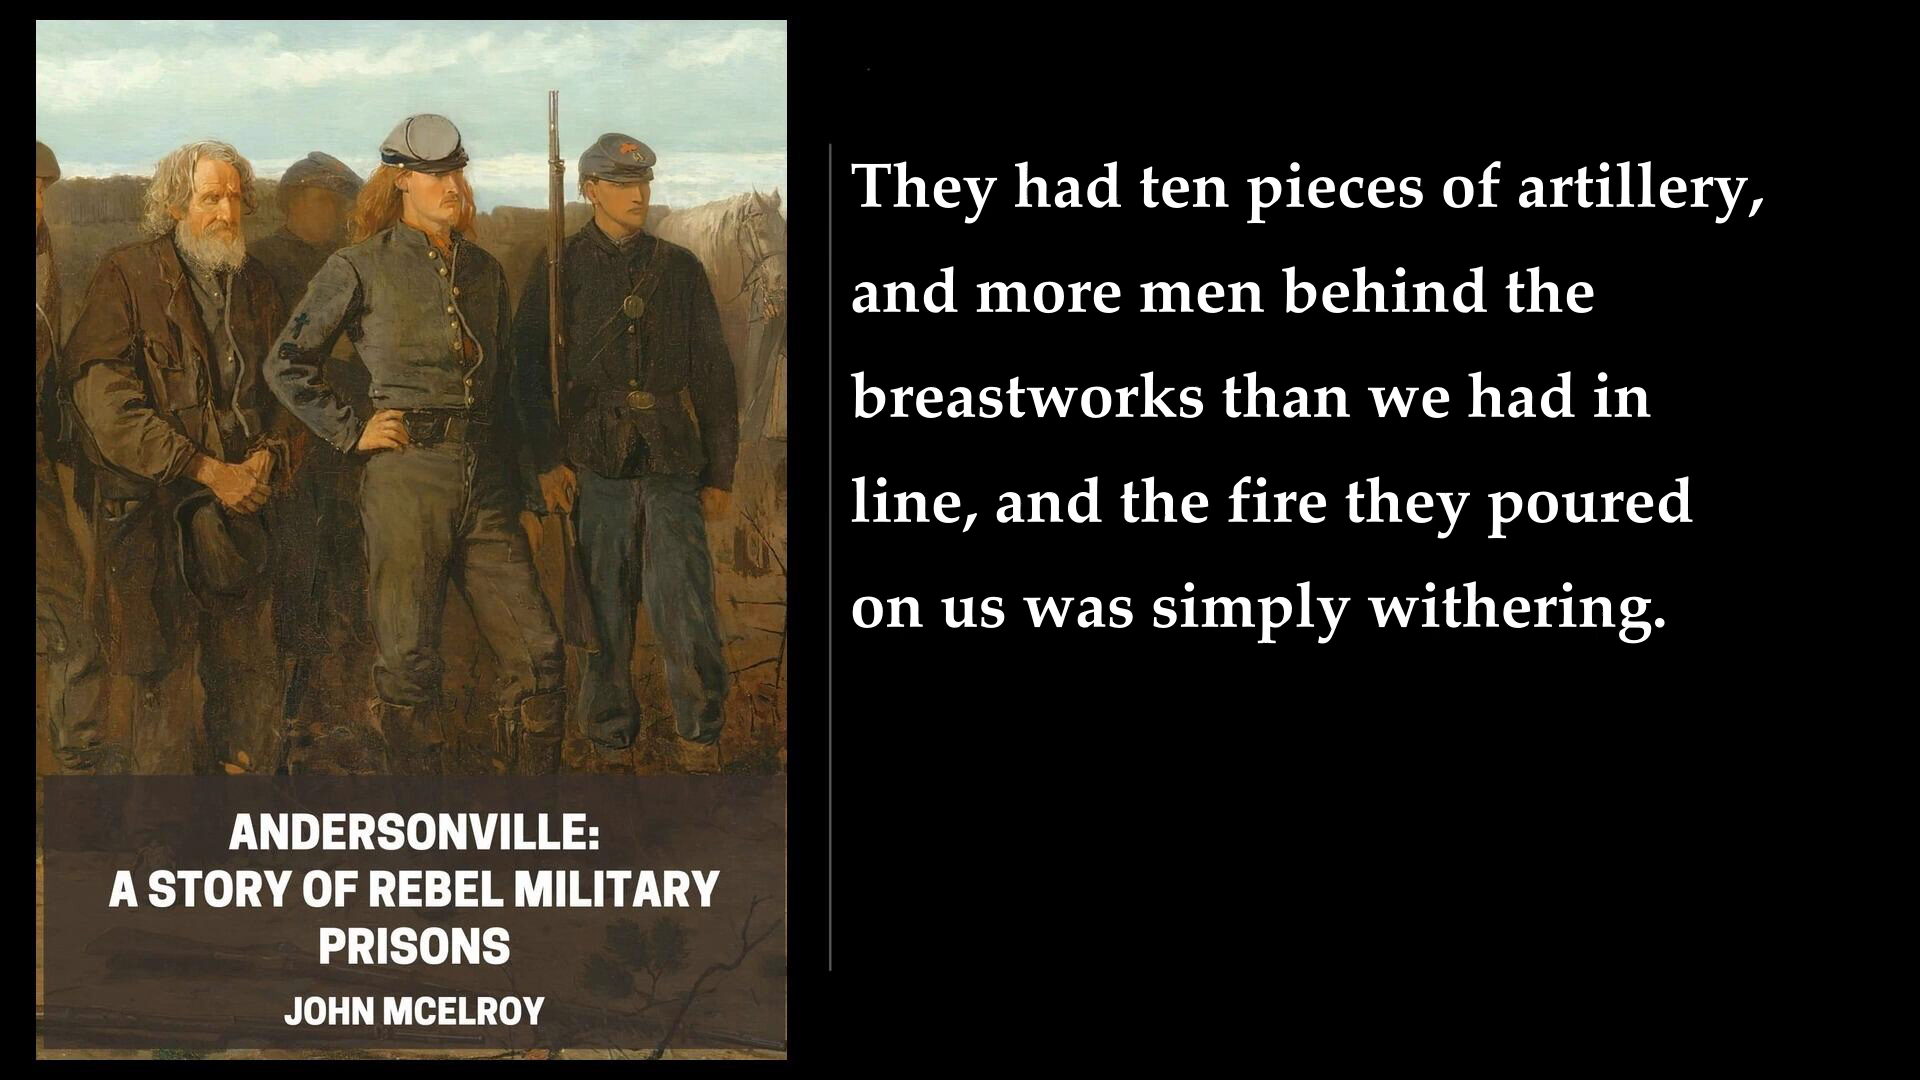 They had ten pieces of artillery,
and more men behind the
breastworks than we had in
line, and the fire they poured
on us was simply withering.
ANDERSONVILLE:
A STORY OF REBEL MILITARY
PRISONS
JOHN MCELROY